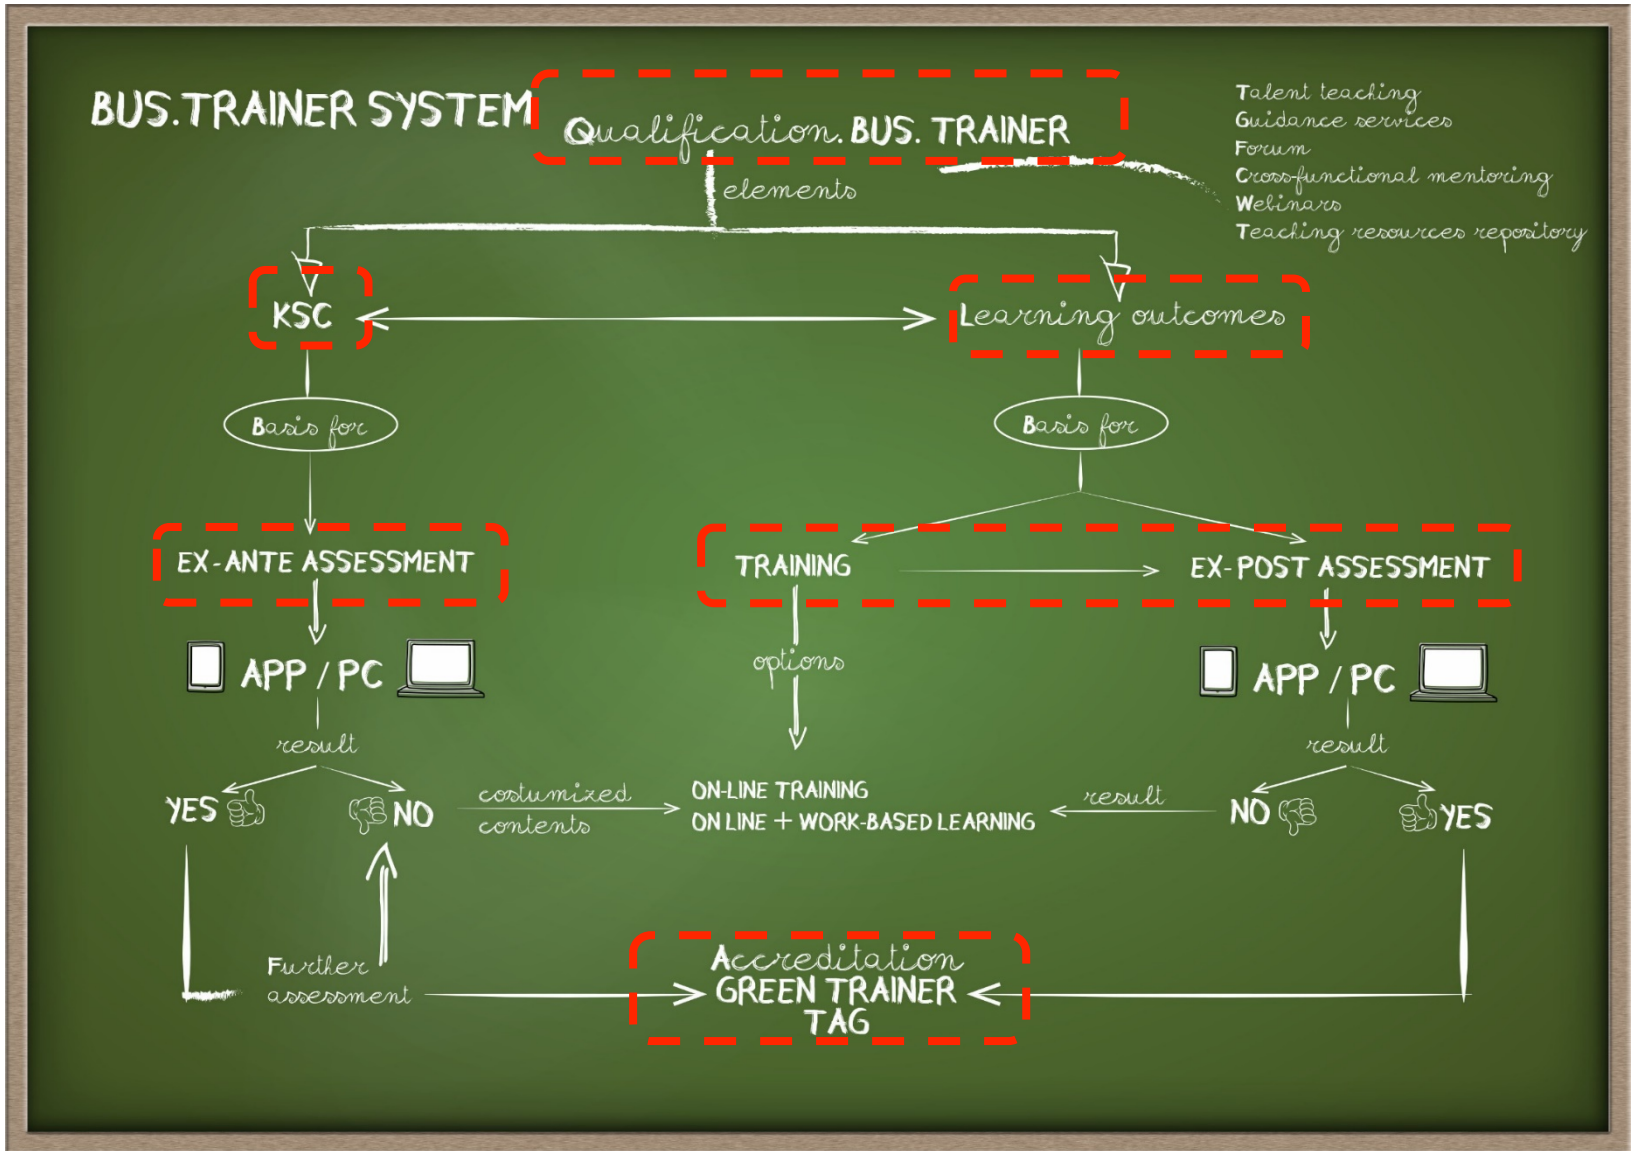 BUS.TRAINER SYSTEM
Qualification. BUS. TRAINER
Talent teaching
Guidance services
Forum
Cross-functional mentoring
Webinars
Teaching resources repository
elements
KSC
Learning outcomes
Basis for
Basis for
EX-ANTE ASSESSMENT
TRAINING
EX-POST ASSESSMENT
APP / PC
options
APP / PC
result
result
YES
NO
costumized
contents
ON-LINE TRAINING
ON LINE + WORK-BASED LEARNING
result
NO
YES
Further
assessment
Accreditation
GREEN TRAINER
TAG